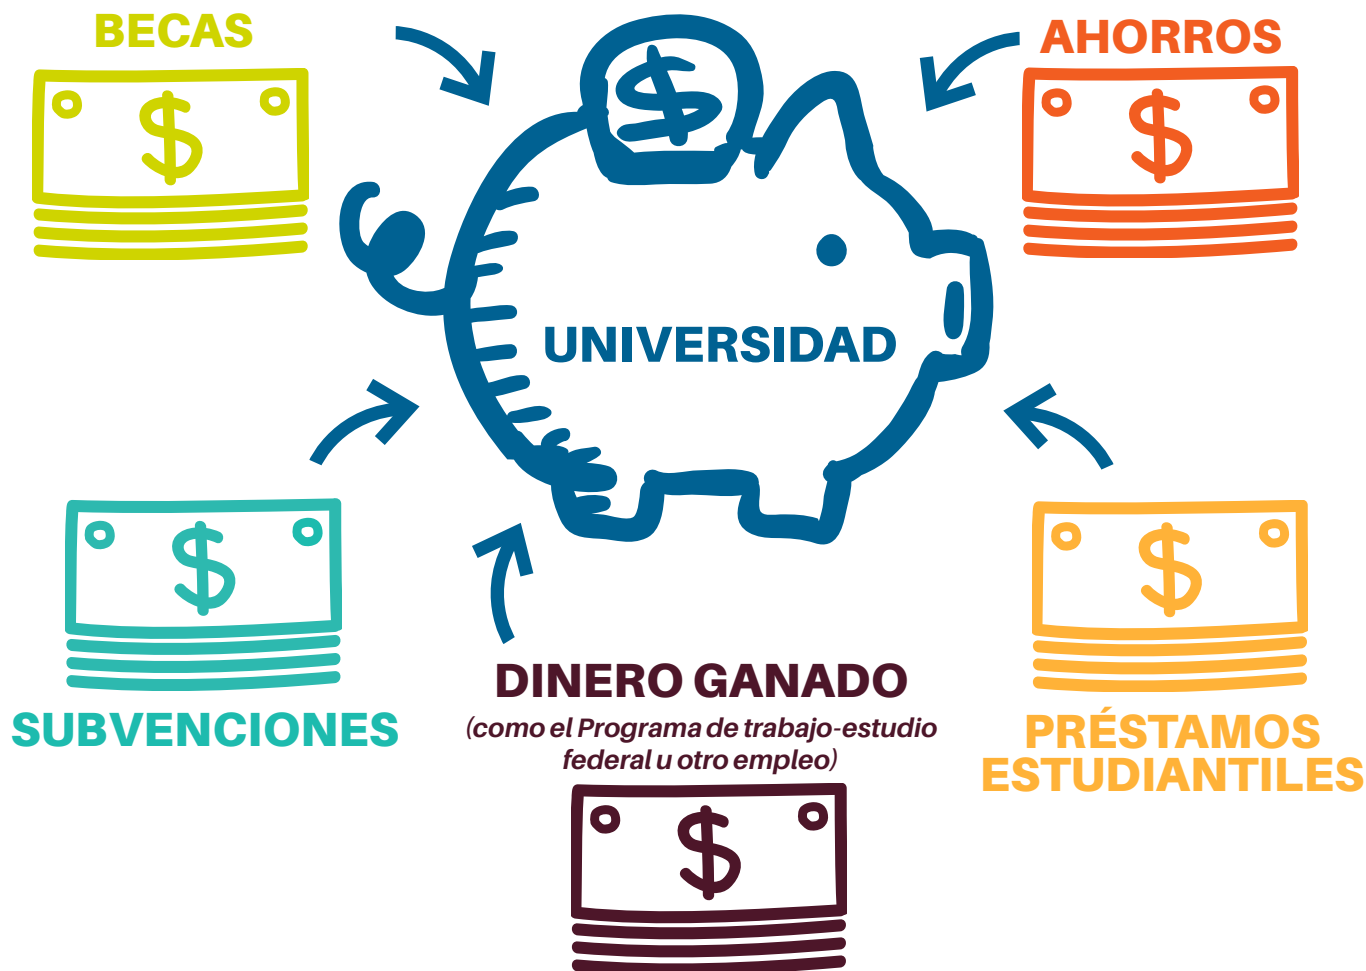 BECAS
AHORROS
$
$
$
UNIVERSIDAD
$
$
SUBVENCIONES
DINERO GANADO
(como el Programa de trabajo-estudio
federal u otro empleo)
PRÉSTAMOS
ESTUDIANTILES
$